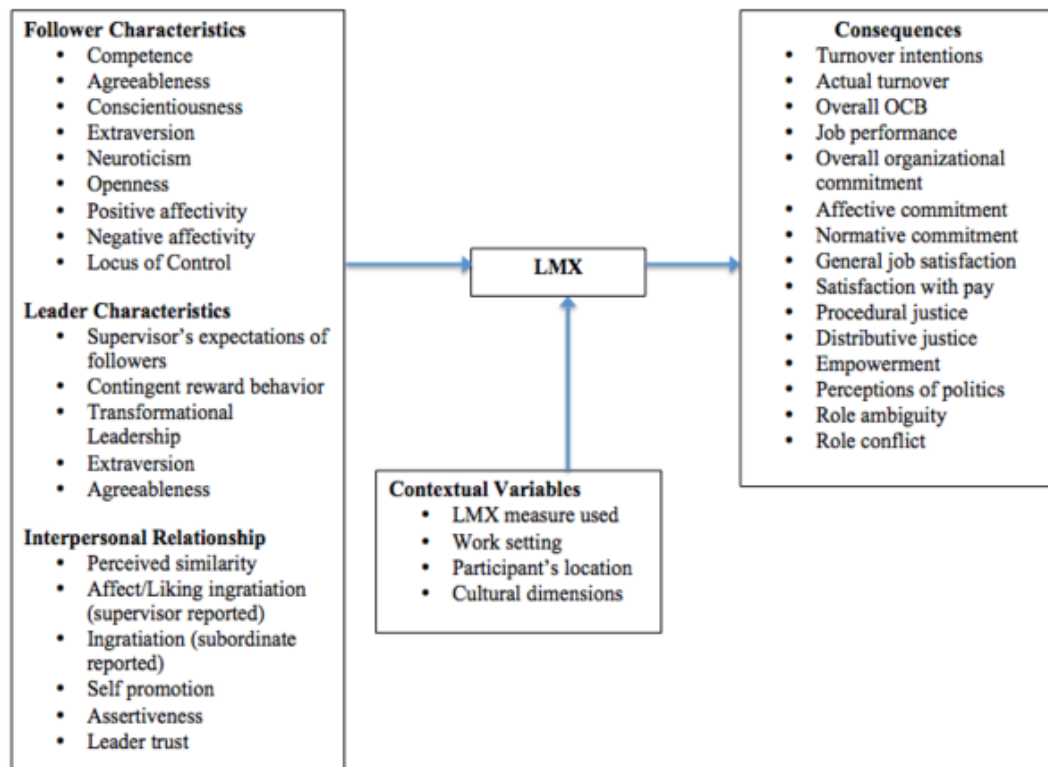 Follower Characteristics
• Competence
• Agreeableness
• Conscientiousness
• Extraversion
• Neuroticism
• Openness
• Positive affectivity
• Negative affectivity
• Locus of Control
Leader Characteristics
• Supervisor's expectations of
followers
• Contingent reward behavior
• Transformational
Leadership
• Extraversion
• Agreeableness
Interpersonal Relationship
• Perceived similarity
• Affect/Liking ingratiation
(supervisor reported)
• Ingratiation (subordinate
reported)
• Self promotion
• Assertiveness
• Leader trust
LMX
Contextual Variables
• LMX measure used
• Work setting
• Participant's location
• Cultural dimensions
Consequences
• Turnover intentions
• Actual turnover
• Overall OCB
• Job performance
• Overall organizational
commitment
• Affective commitment
• Normative commitment
• General job satisfaction
• Satisfaction with pay
• Procedural justice
• Distributive justice
• Empowerment
• Perceptions of politics
• Role ambiguity
• Role conflict